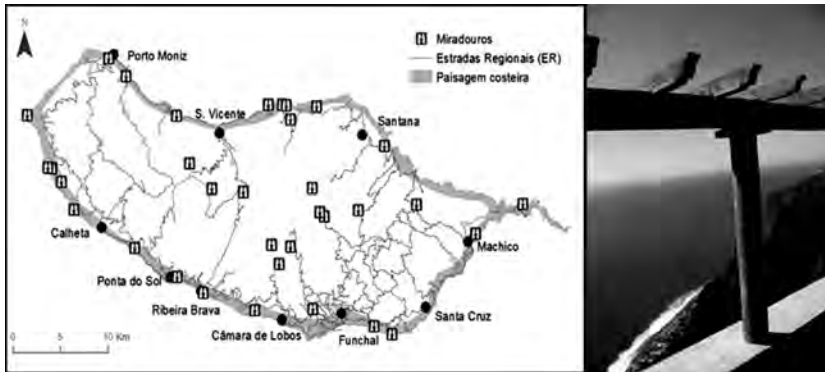 N
Miradouros
Estradas Regionais (ER)
Paisagem costeira
Porto Moniz
S. Vicente
Santana
Calheta
Machico
Ponta do Sol
Ribeira Brava
Santa Cruz
Câmara de Lobos
Funchal
0 5 10 Km